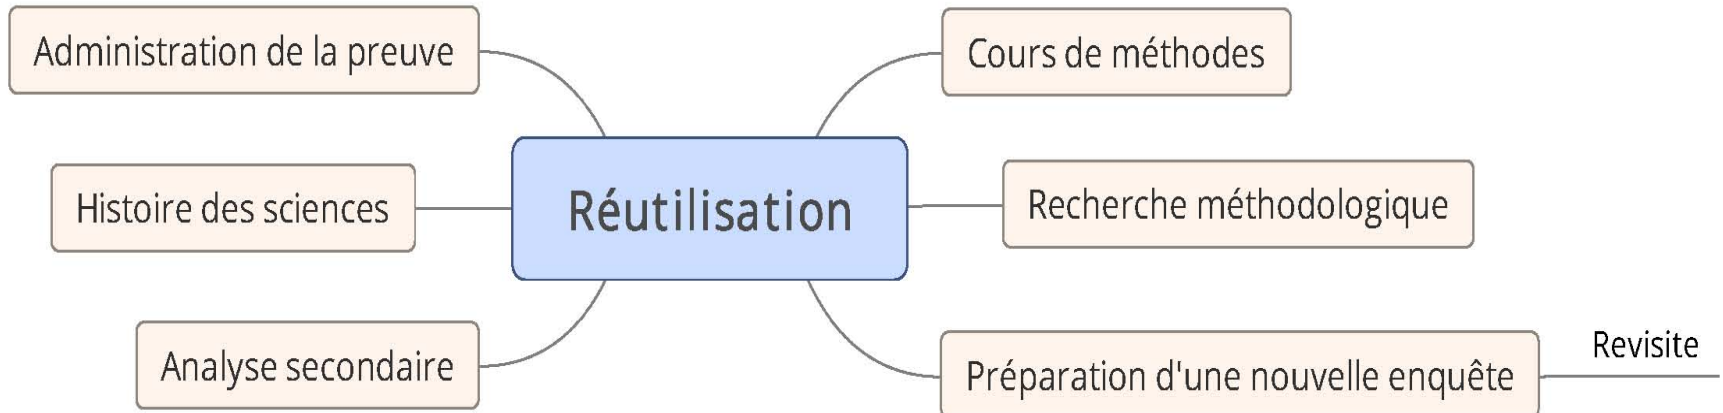 Administration de la preuve
Cours de méthodes
Histoire des sciences
Réutilisation
Recherche méthodologique
Analyse secondaire
Préparation d'une nouvelle enquête
Revisite